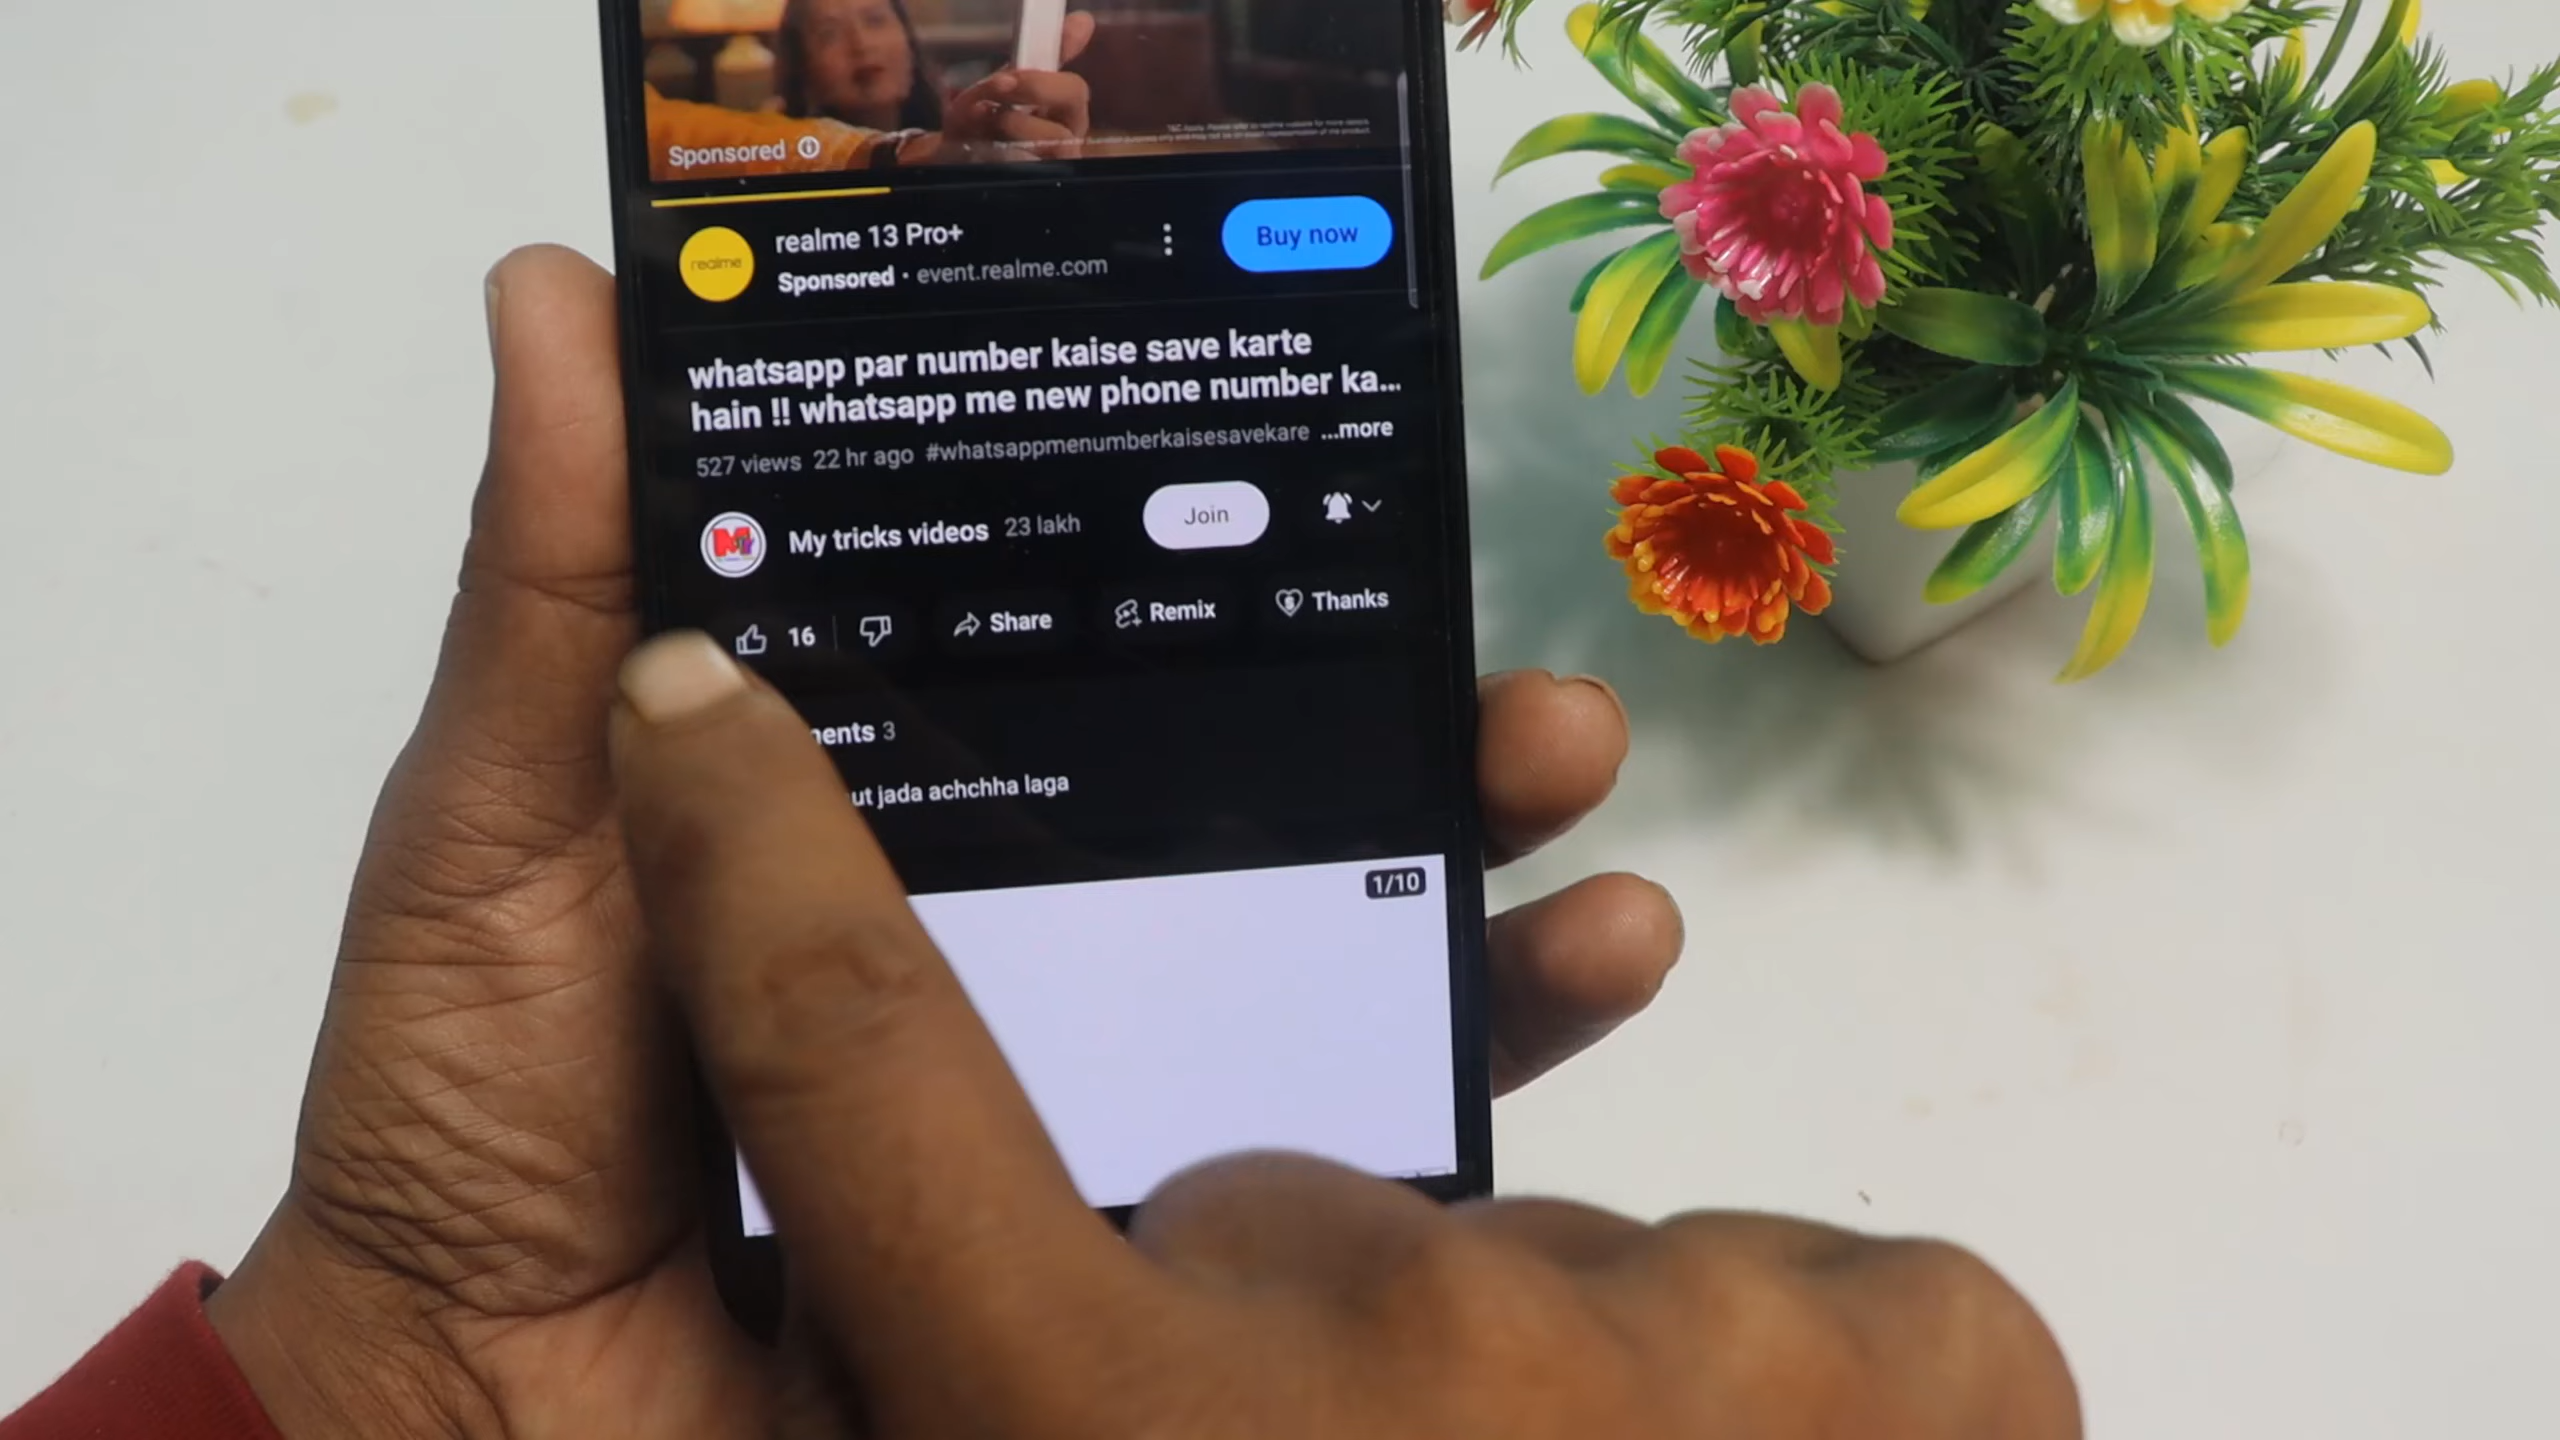 Sponsored
realme
realme 13 Pro+
Sponsored · event.realme.com
Buy now
whatsapp par number kaise save karte
hain !! whatsapp me new phone number ka...
527 views 22 hr ago #whatsappmenumberkaisesavekare ...more
My tricks videos 23 lakh
Join
16
Share
Remix
Thanks
ments 3
ut jada achchha laga
1/10